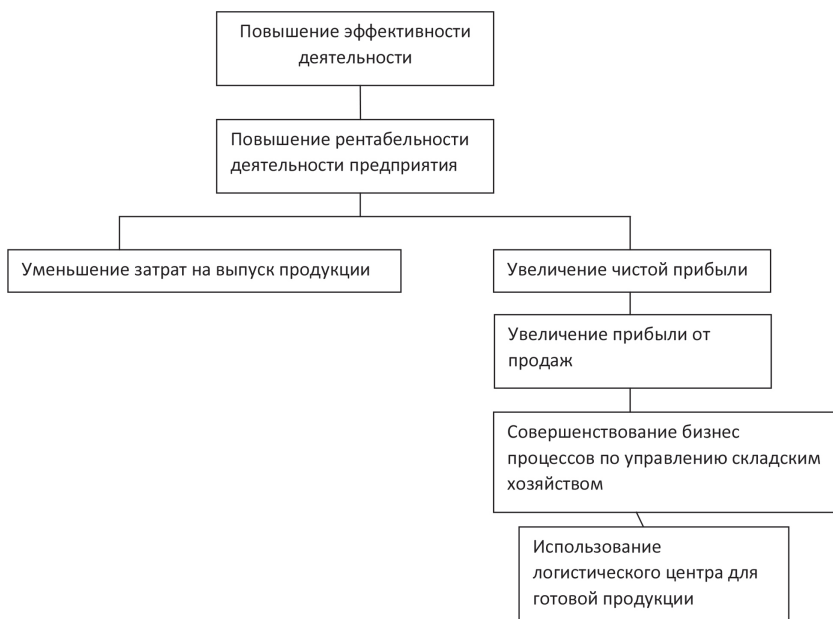 Повышение эффективности
деятельности
Повышение рентабельности
деятельности предприятия
Уменьшение затрат на выпуск продукции
Увеличение чистой прибыли
Увеличение прибыли от
продаж
Совершенствование бизнес
процессов по управлению складским
хозяйством
Использование
логистического центра для
готовой продукции